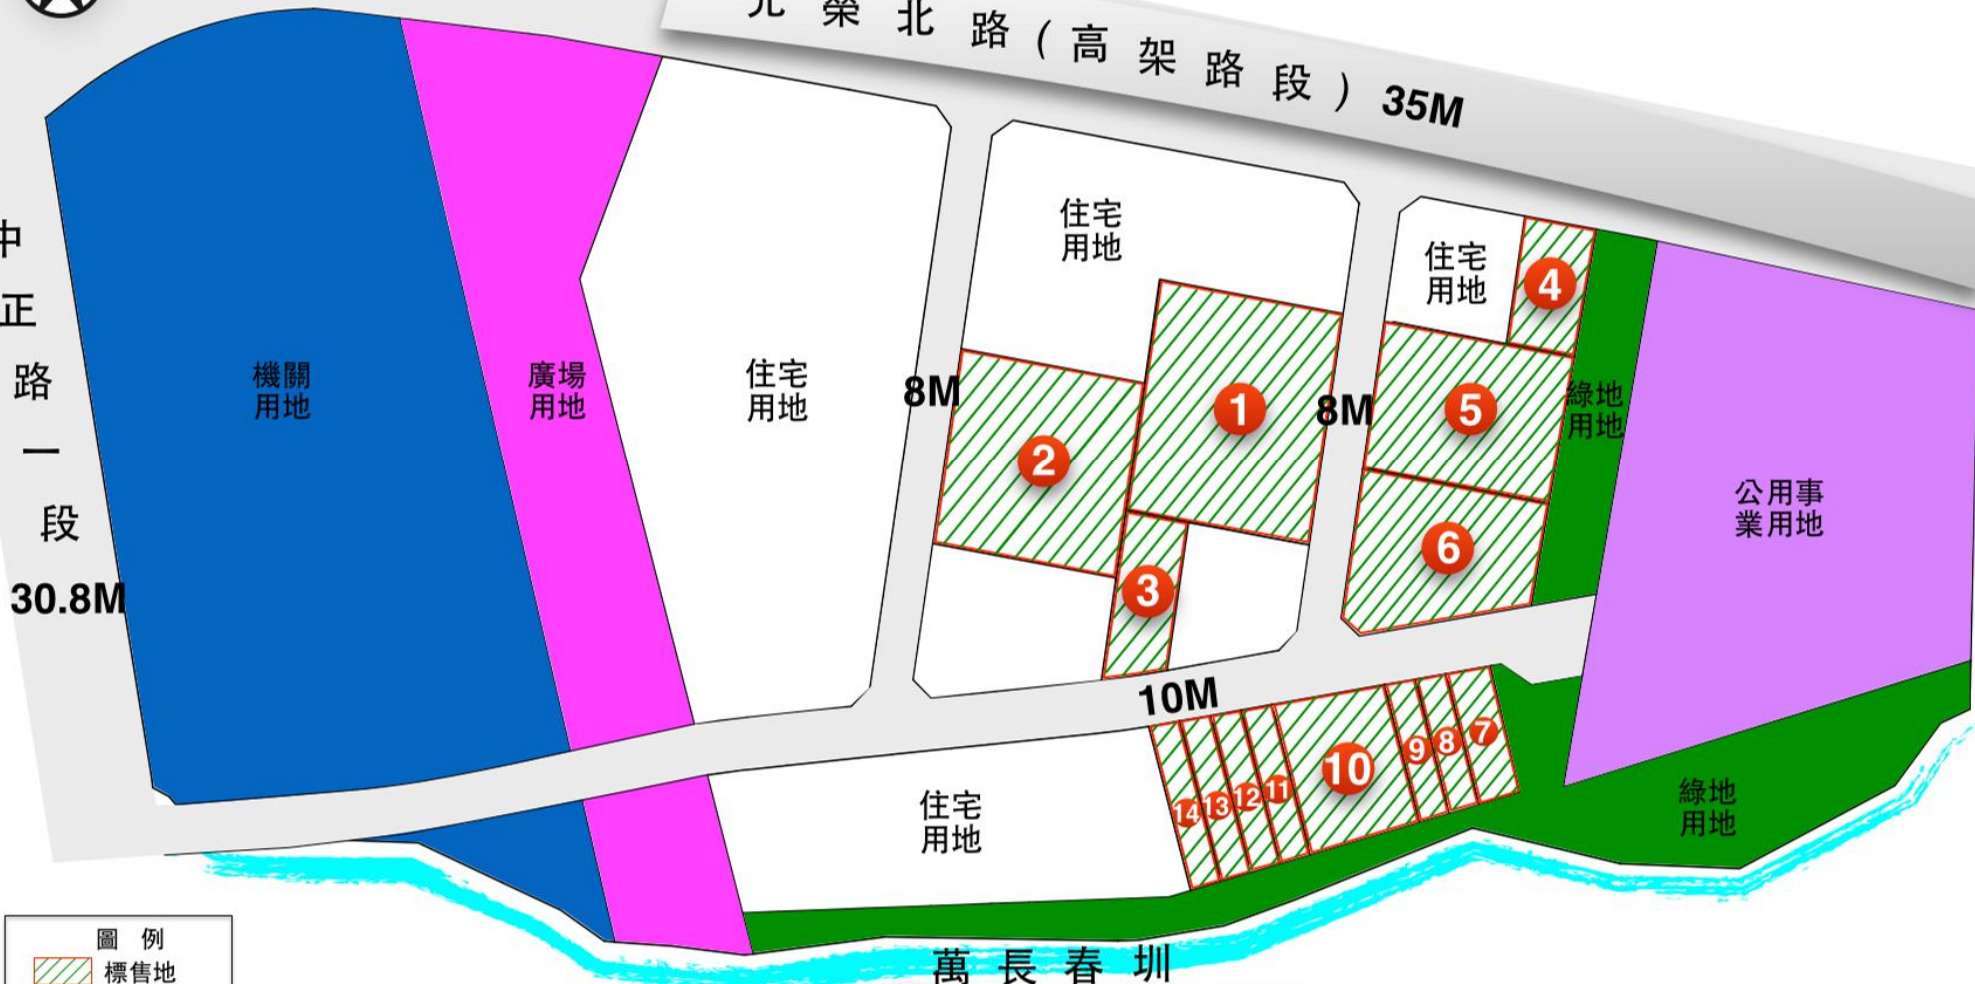 榮北路(高架路段) 35M
中正路一段
30.8M
機關
用地
廣場
用地
住宅
用地
8M
住宅
用地
2
1
3
8M
住宅
用地
4
5
6
綠地
用地
公用事
業用地
10M
住宅
用地
14
13
12
11
10
9
8
7
綠地
用地
萬長春圳
圖例
標售地